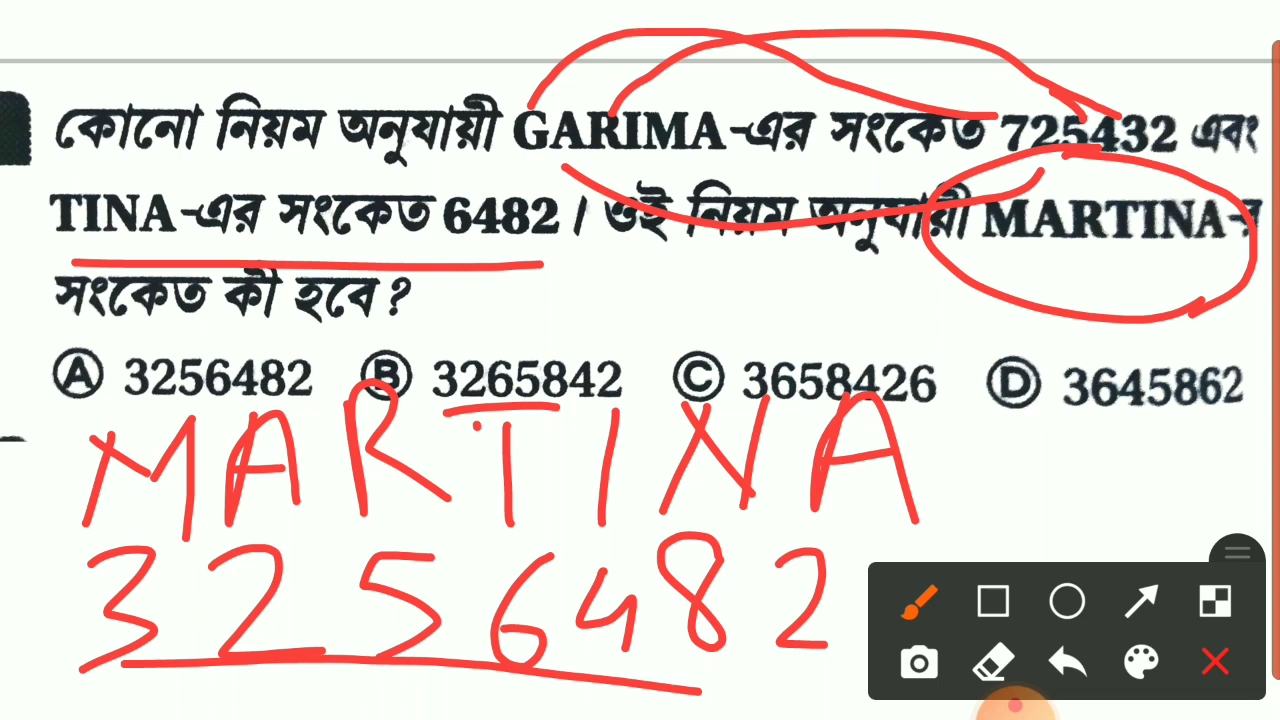 কোনো নিয়ম অনুযায়ী GARIMA-এর সংকেত 725432 এবং
TINA-এর সংকেত 6482। ওই নিয়ম অনুযায়ী MARTINA-র
সংকেত কী হবে?
Ⓐ 3256482 Ⓑ 3265842 Ⓒ 3658426 Ⓓ 3645862
MARTINA
3256482